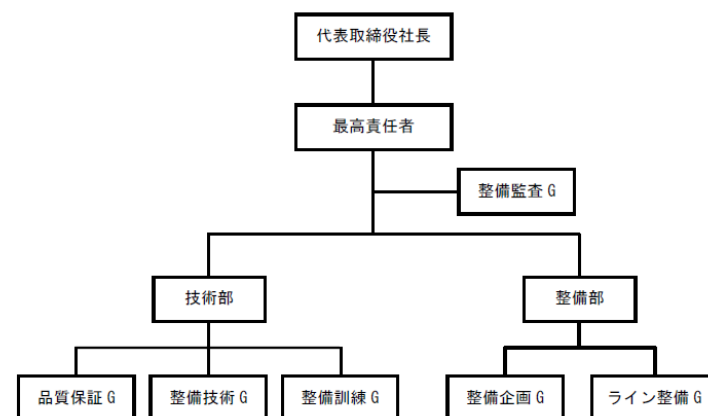 代表取締役社長
最高責任者
整備監査 G
技術部
整備部
品質保証 G
整備技術 G
整備訓練 G
整備企画 G
ライン整備 G